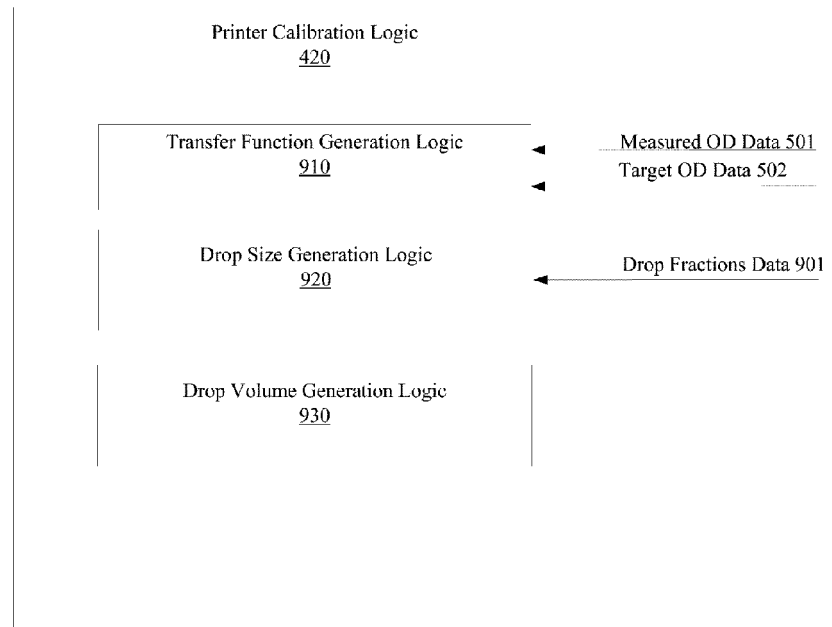 Printer Calibration Logic
420
Transfer Function Generation Logic
910
Measured OD Data 501
Target OD Data 502
Drop Size Generation Logic
920
Drop Fractions Data 901
Drop Volume Generation Logic
930